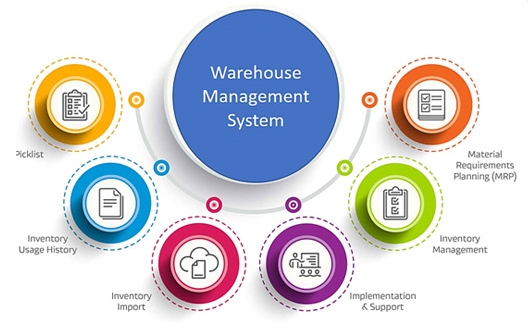 Warehouse
Management
System
Picklist
Inventory
Usage History
Inventory
Import
Implementation
& Support
Inventory
Management
Material
Requirements
Planning (MRP)